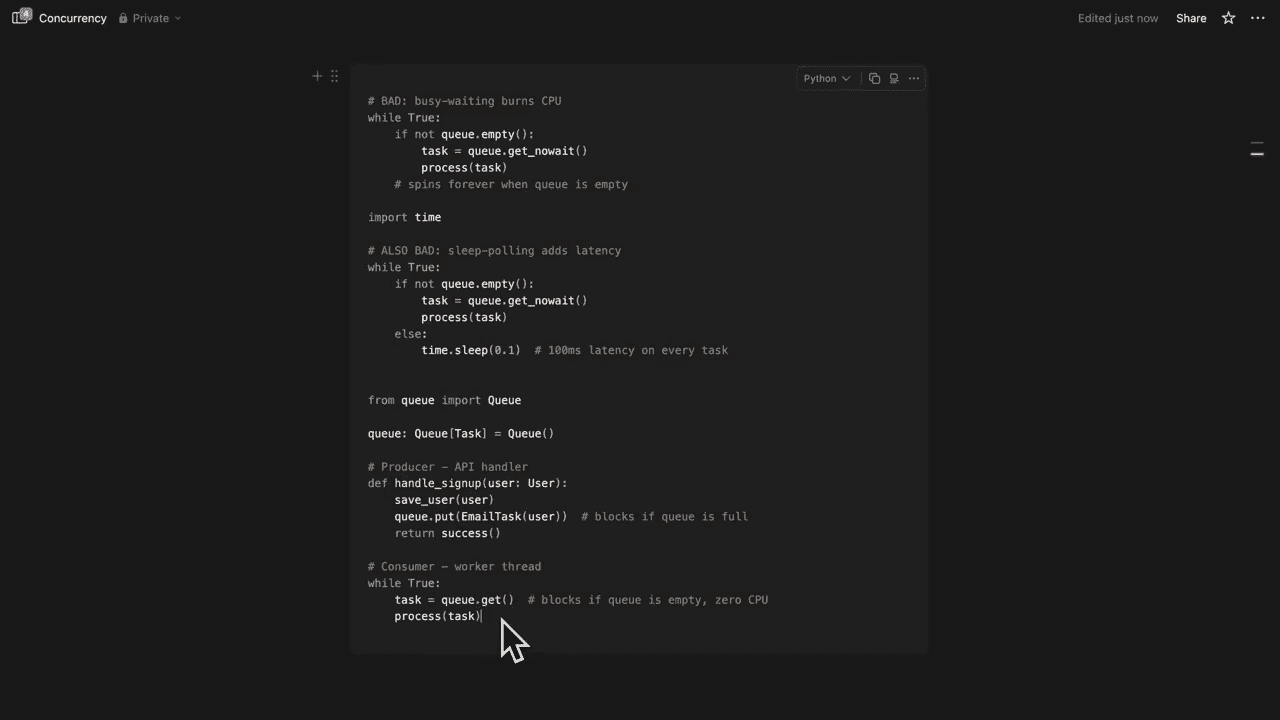 4
Concurrency
Private
Edited just now
Share
Python
# BAD: busy-waiting burns CPU
while True:
    if not queue.empty():
        task = queue.get_nowait()
        process(task)
    # spins forever when queue is empty
import time
# ALSO BAD: sleep-polling adds latency
while True:
    if not queue.empty():
        task = queue.get_nowait()
        process(task)
    else:
        time.sleep(0.1)  # 100ms latency on every task
from queue import Queue
queue: Queue[Task] = Queue()
# Producer – API handler
def handle_signup(user: User):
    save_user(user)
    queue.put(EmailTask(user))  # blocks if queue is full
    return success()
# Consumer – worker thread
while True:
    task = queue.get()  # blocks if queue is empty, zero CPU
    process(task)